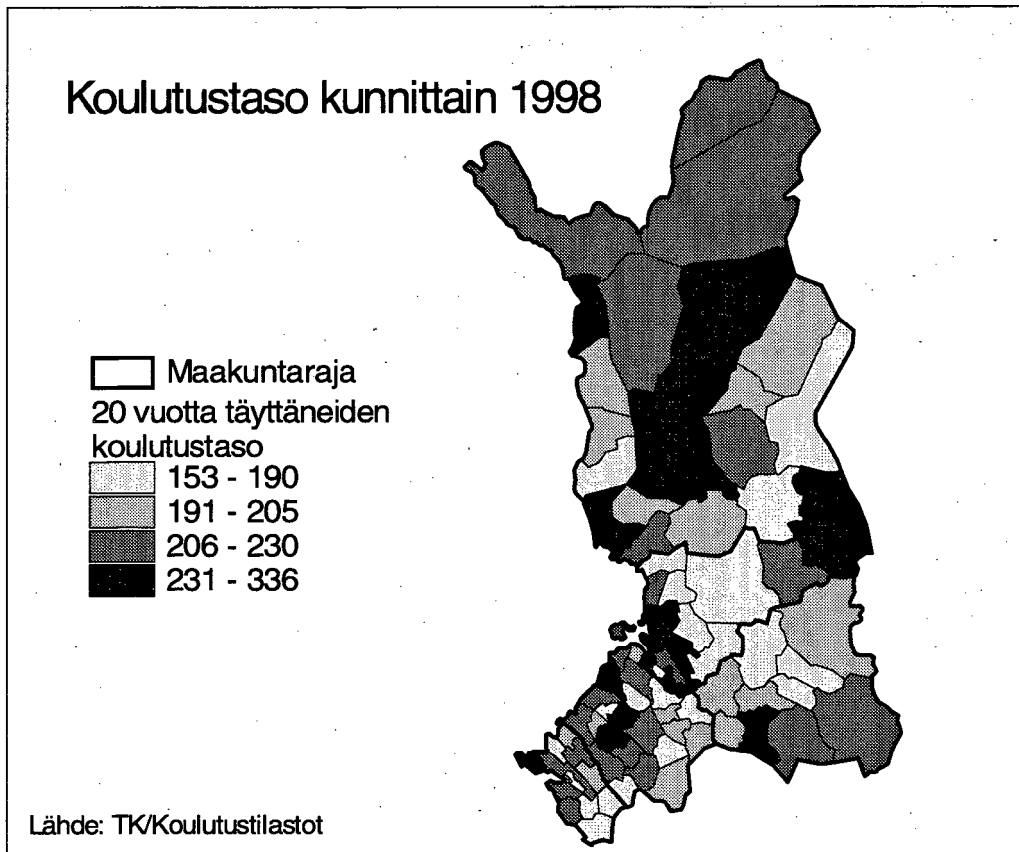 Koulutustaso kunnittain 1998
Maakuntaraja
20 vuotta täyttäneiden
koulutustaso
153 - 190
191 - 205
206 - 230
231 - 336
Lähde: TK/Koulutustilastot